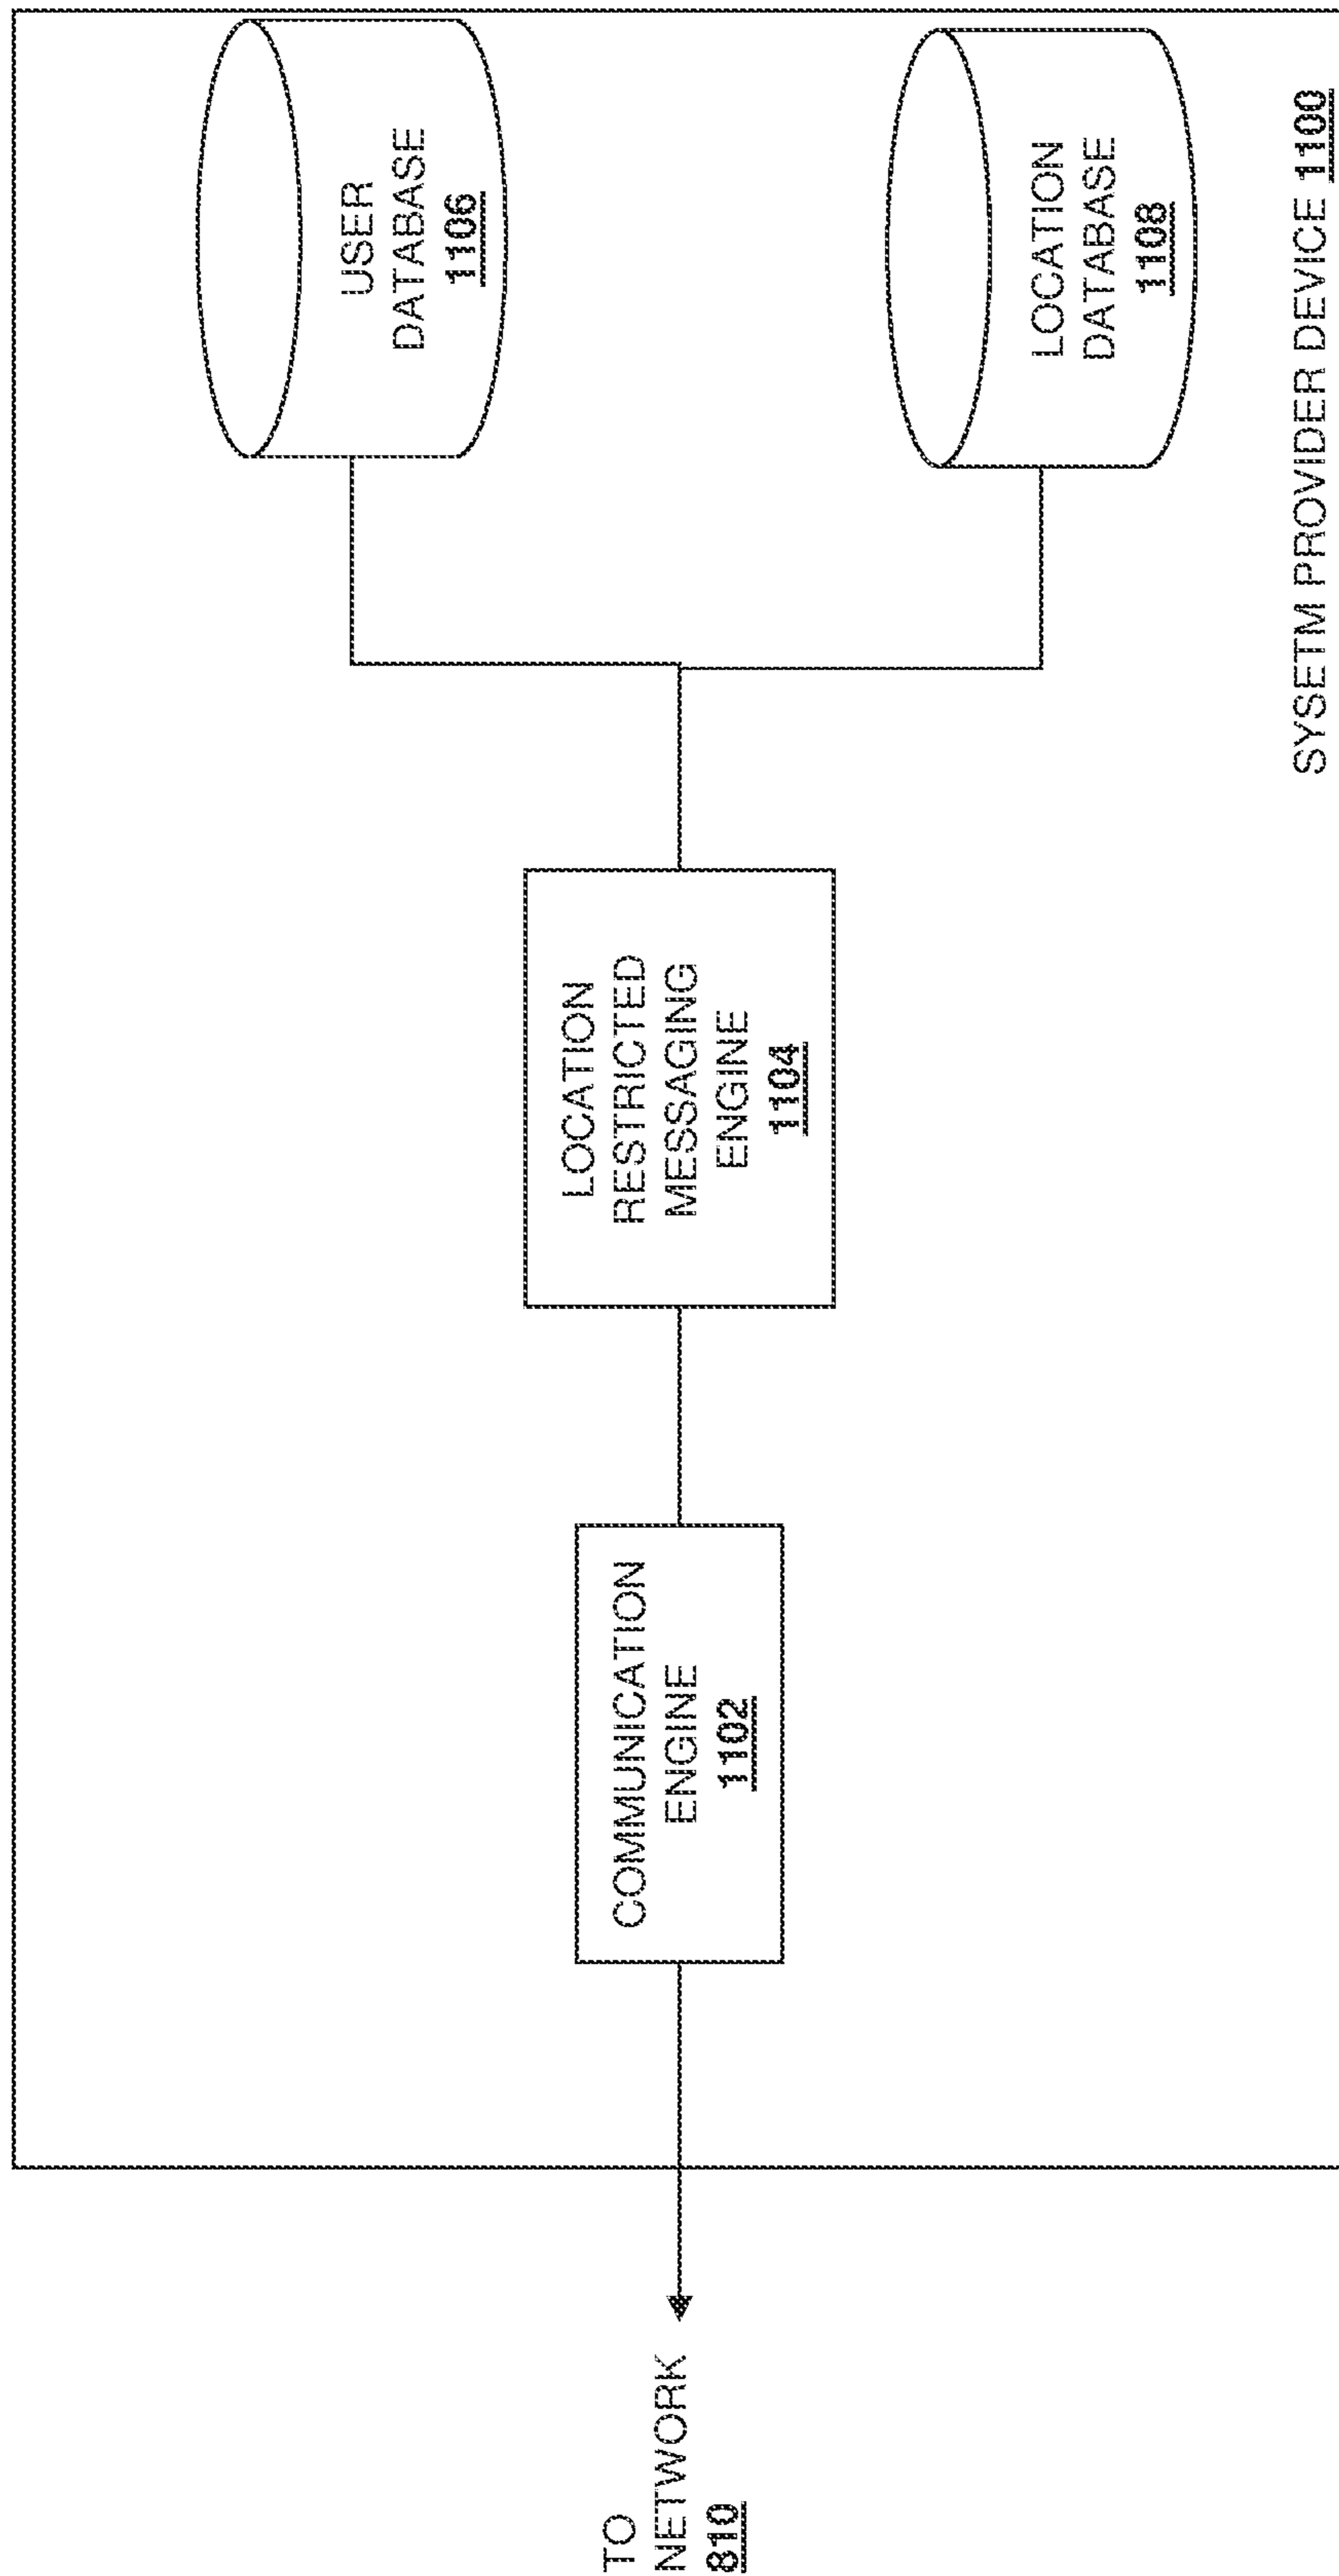 TO
NETWORK
810
COMMUNICATION
ENGINE
1102
LOCATION
RESTRICTED
MESSAGING
ENGINE
1104
USER
DATABASE
1106
LOCATION
DATABASE
1108
SYSETM PROVIDER DEVICE 1100